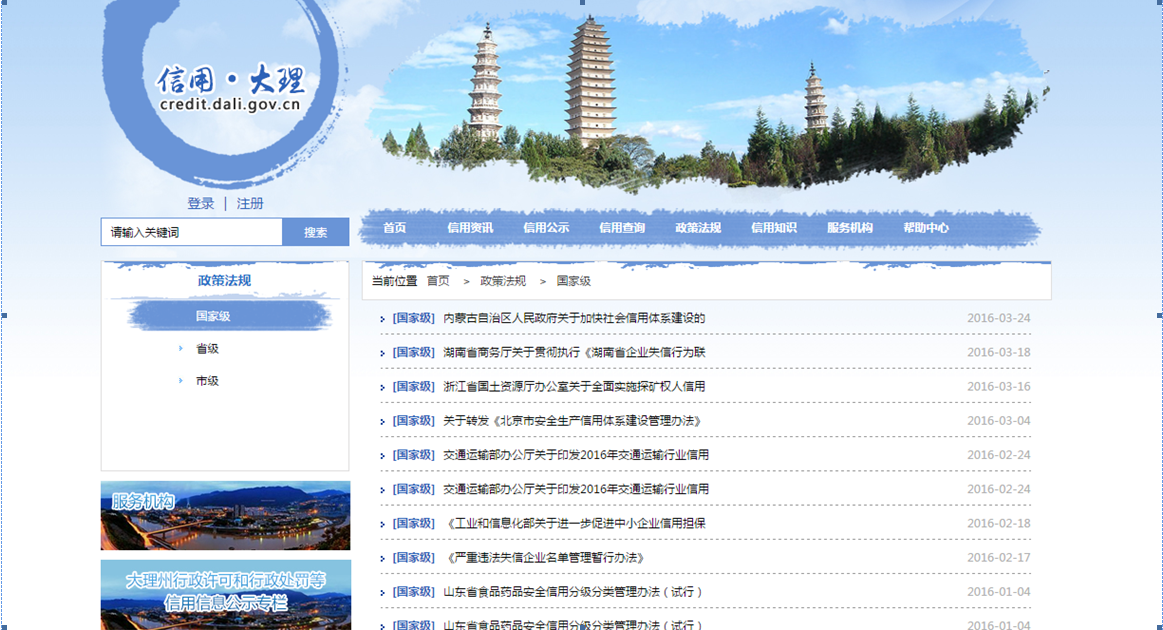 信用·大理
credit.dali.gov.cn
登录 | 注册
请输入关键词 搜索
首页 信用资讯 信用公示 信用查询 政策法规 信用知识 服务机构 帮助中心
政策法规
国家级
省级
市级
服务机构
大理州行政许可和行政处罚等
信用信息公示专栏
当前位置 首页 > 政策法规 > 国家级
[国家级] 内蒙古自治区人民政府关于加快社会信用体系建设的 2016-03-24
[国家级] 湖南省商务厅关于贯彻执行《湖南省企业失信行为联 2016-03-18
[国家级] 浙江省国土资源厅办公室关于全面实施探矿权人信用 2016-03-16
[国家级] 关于转发《北京市安全生产信用体系建设管理办法》 2016-03-04
[国家级] 交通运输部办公厅关于印发2016年交通运输行业信用 2016-02-24
[国家级] 交通运输部办公厅关于印发2016年交通运输行业信用 2016-02-24
[国家级] 《工业和信息化部关于进一步促进中小企业信用担保 2016-02-18
[国家级] 《严重违法失信企业名单管理暂行办法》 2016-02-17
[国家级] 山东省食品药品安全信用分级分类管理办法（试行） 2016-01-04
[国家级] 山东省食品药品安全信用分级分类管理办法（试行） 2016-01-04